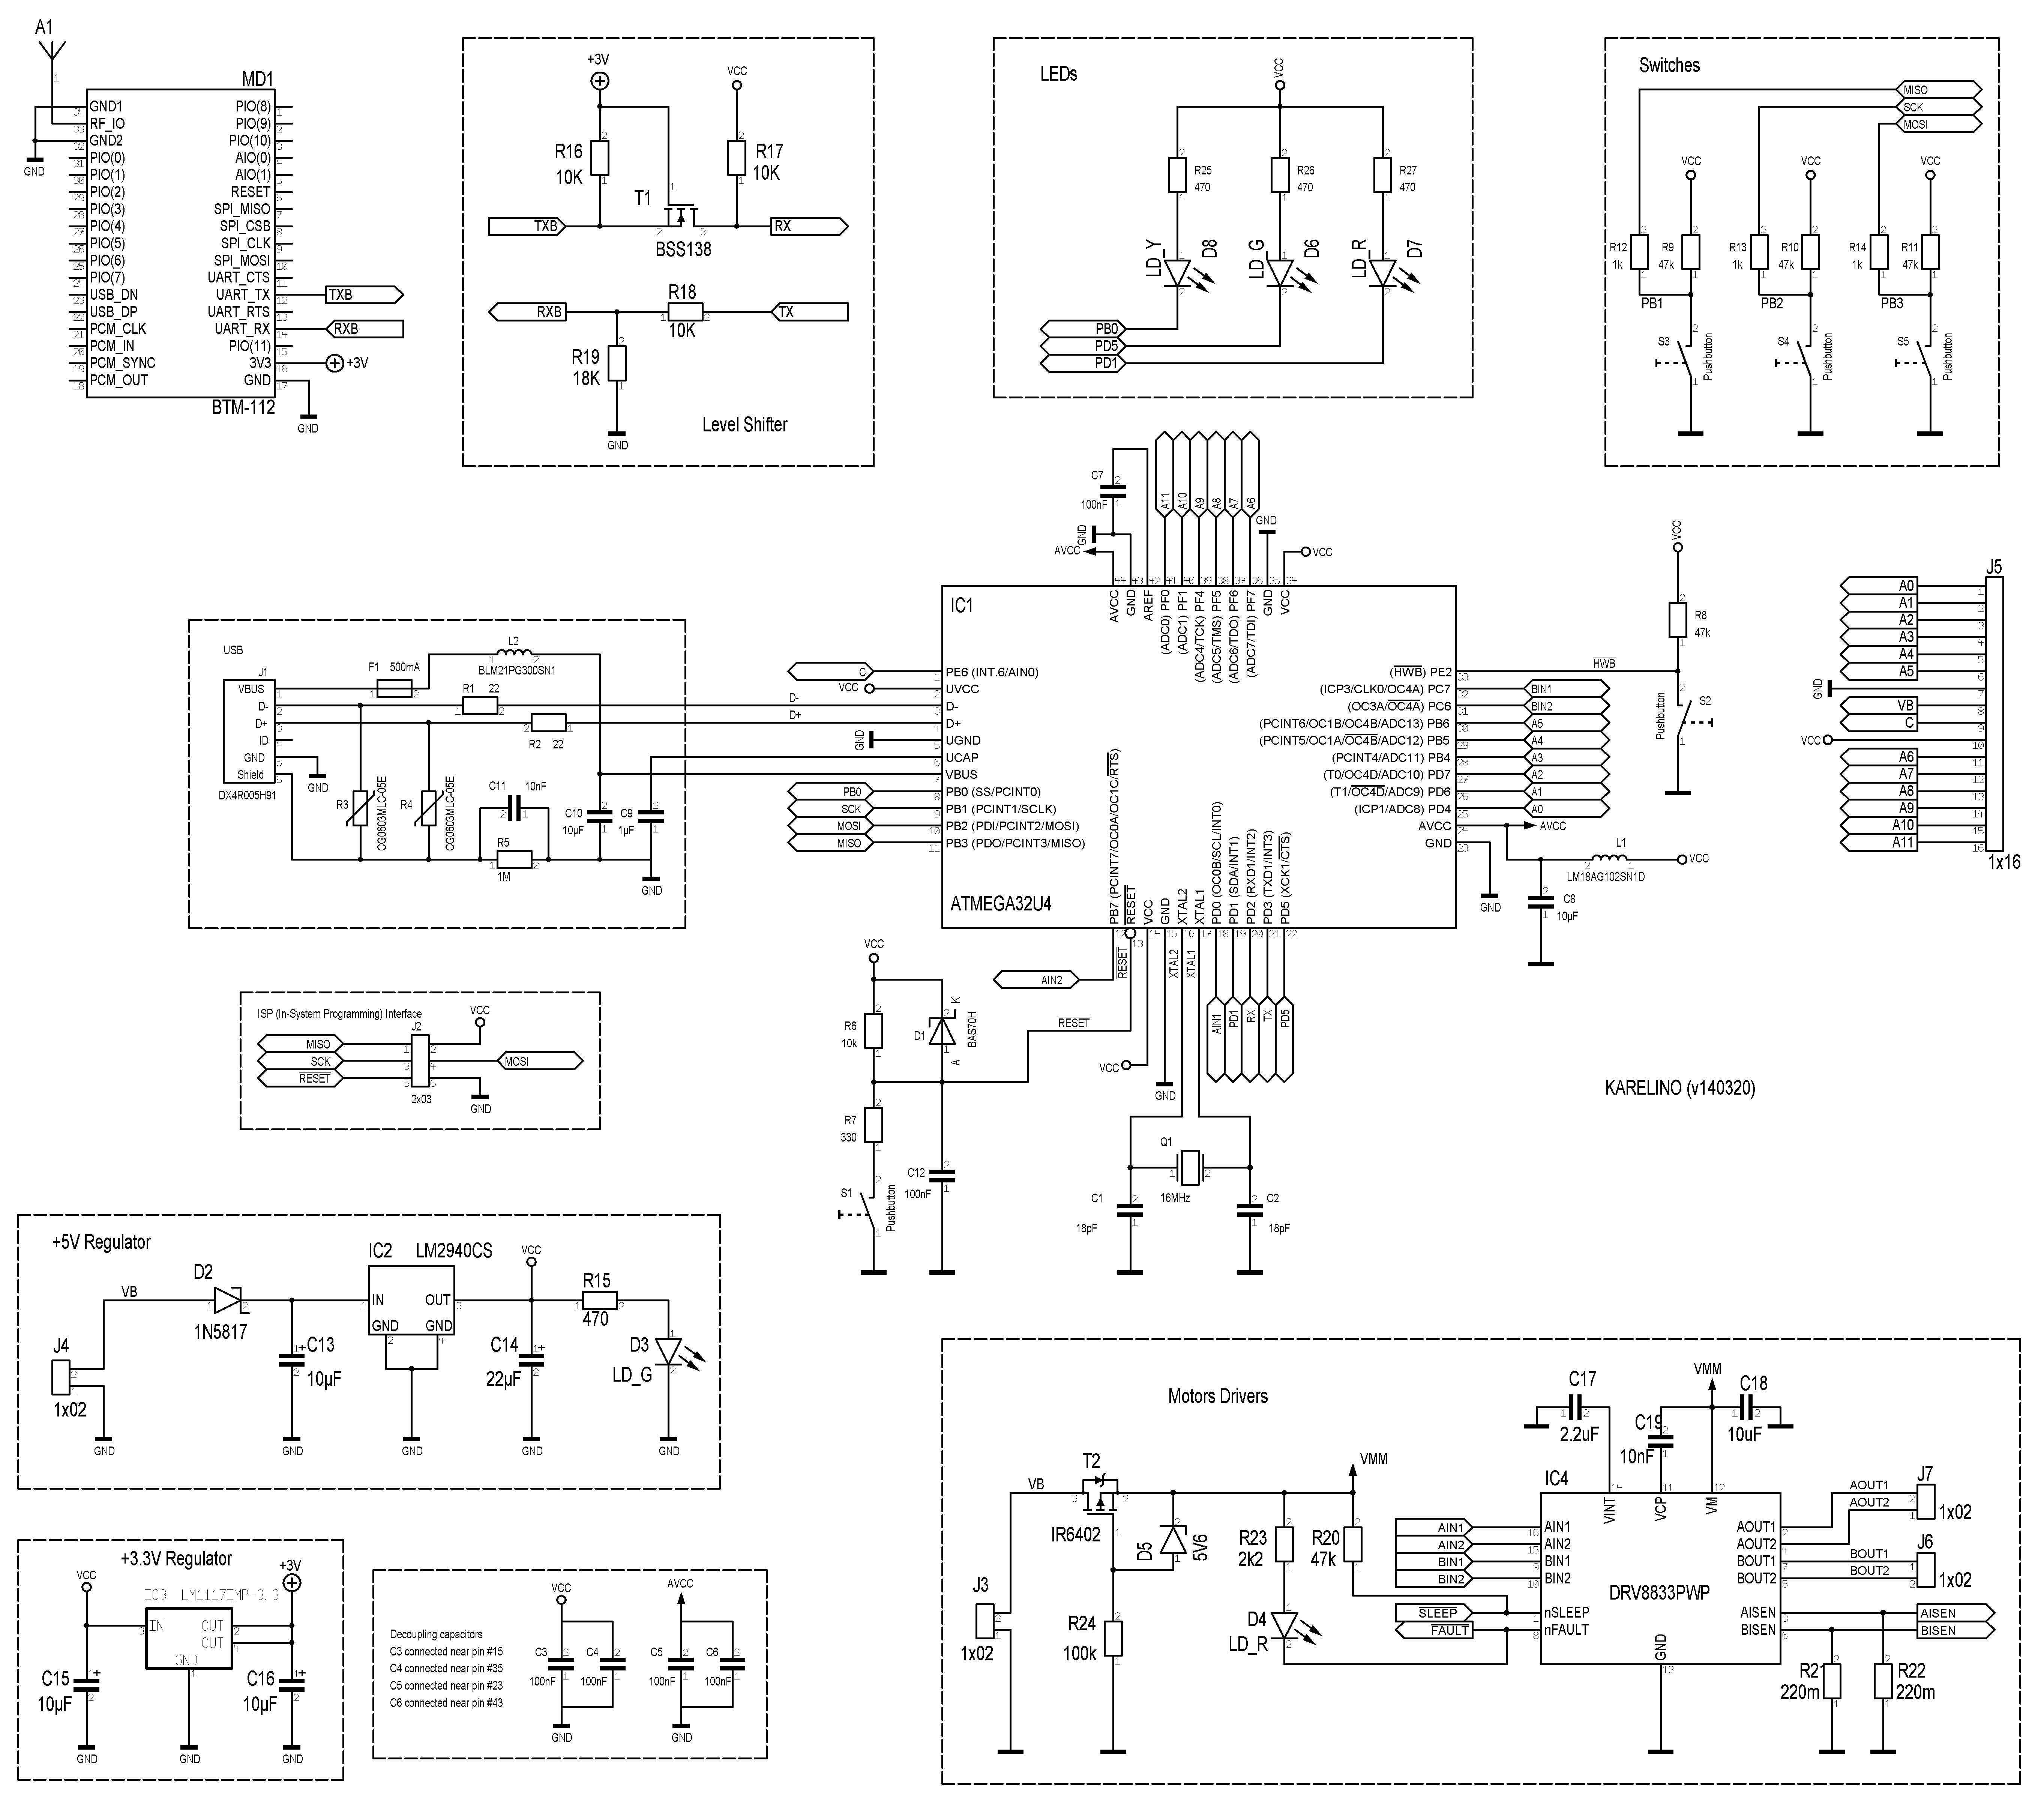 A1
1
MD1
GND1
RF_IO
GND2
PIO(0)
PIO(1)
PIO(2)
PIO(3)
PIO(4)
PIO(5)
PIO(6)
PIO(7)
USB_DN
USB_DP
PCM_CLK
PCM_IN
PCM_SYNC
PCM_OUT
34
33
32
31
30
29
28
27
26
25
24
23
22
21
20
19
18
PIO(8)
PIO(9)
PIO(10)
AIO(0)
AIO(1)
RESET
SPI_MISO
SPI_CSB
SPI_CLK
SPI_MOSI
UART_CTS
UART_TX
UART_RTS
UART_RX
PIO(11)
3V3
GND
1
2
3
4
5
6
7
8
9
10
11
12
13
14
15
16
17
BTM-112
GND
TXB
RXB
+3V
GND
+3V
VCC
R16
10K
R17
10K
T1
TXB
RX
BSS138
RXB
R18
10K
TX
R19
18K
GND
Level Shifter
LEDs
VCC
R25
470
R26
470
R27
470
LD_Y
D8
LD_G
D6
LD_R
D7
PB0
PD5
PD1
Switches
MISO
SCK
MOSI
VCC
VCC
VCC
R12
1k
R9
47k
R13
1k
R10
47k
R14
1k
R11
47k
PB1
PB2
PB3
S3
Pushbutton
S4
Pushbutton
S5
Pushbutton
C7
100nF
GND
AVCC
A11
A10
A9
A8
A7
A6
GND
VCC
44
43
42
41
40
39
38
37
36
35
34
IC1
AVCC
GND
AREF
(ADC0) PF0
(ADC1) PF1
(ADC4/TCK) PF4
(ADC5/TMS) PF5
(ADC6/TDO) PF6
(ADC7/TDI) PF7
GND
VCC
C
VCC
D-
D+
GND
PE6 (INT.6/AIN0)
UVCC
D-
D+
UGND
UCAP
VBUS
PB0 (SS/PCINT0)
PB1 (PCINT1/SCLK)
PB2 (PDI/PCINT2/MOSI)
PB3 (PDO/PCINT3/MISO)
PB0
SCK
MOSI
MISO
(HWB) PE2
(ICP3/CLK0/OC4A) PC7
(OC3A/OC4A) PC6
(PCINT6/OC1B/OC4B/ADC13) PB6
(PCINT5/OC1A/OC4B/ADC12) PB5
(PCINT4/ADC11) PB4
(T0/OC4D/ADC10) PD7
(T1/OC4D/ADC9) PD6
(ICP1/ADC8) PD4
AVCC
GND
33
32
31
30
29
28
27
26
25
24
23
BIN1
BIN2
A5
A4
A3
A2
A1
A0
AVCC
GND
HWB
VCC
R8
47k
S2
Pushbutton
L1
LM18AG102SN1D
VCC
C8
10µF
ATMEGA32U4
PB7 (PCINT7/OC0A/OC1C/RTS)
RESET
VCC
GND
XTAL2
XTAL1
PD0 (OC0B/SCL/INT0)
PD1 (SDA/INT1)
PD2 (RXD1/INT2)
PD3 (TXD1/INT3)
PD5 (XCK1/CTS)
12
13
14
15
16
17
18
19
20
21
22
AIN2
RESET
XTAL2
XTAL1
AIN1
PD1
RX
TX
PD5
RESET
VCC
GND
VCC
R6
10k
D1
K
A
BAS70H
R7
330
S1
Pushbutton
C12
100nF
Q1
16MHz
C1
18pF
C2
18pF
J5
A0
A1
A2
A3
A4
A5
GND
VB
C
VCC
A6
A7
A8
A9
A10
A11
1
2
3
4
5
6
7
8
9
10
11
12
13
14
15
16
1x16
KARELINO (v140320)
USB
J1
VBUS
D-
D+
ID
GND
Shield
DX4R005H91
F1 500mA
L2
BLM21PG300SN1
R1 22
R2 22
GND
R3
CG0603MLC-05E
R4
CG0603MLC-05E
C11 10nF
R5
1M
C10
10µF
C9
1µF
GND
ISP (In-System Programming) Interface
J2
VCC
MISO
SCK
RESET
MOSI
2x03
GND
+5V Regulator
VB
D2
1N5817
J4
1x02
IC2 LM2940CS
IN
OUT
GND
GND
VCC
R15
470
C13
10µF
C14
22µF
D3
LD_G
GND
GND
GND
GND
GND
+3.3V Regulator
VCC
+3V
IC3 LM1117IMP-3.3
IN
OUT
OUT
GND
C15
10µF
C16
10µF
GND
GND
GND
Decoupling capacitors
C3 connected near pin #15
C4 connected near pin #35
C5 connected near pin #23
C6 connected near pin #43
VCC
AVCC
C3
100nF
C4
100nF
C5
100nF
C6
100nF
GND
GND
Motors Drivers
VB
T2
IR6402
D5
5V6
R23
2k2
R20
47k
VMM
J3
1x02
R24
100k
D4
LD_R
C17
2.2uF
C19
10nF
VMM
C18
10uF
IC4
VINT
VCP
VM
14
11
12
AIN1
AIN2
BIN1
BIN2
SLEEP
FAULT
16
15
9
10
1
8
AIN1
AIN2
BIN1
BIN2
nSLEEP
nFAULT
DRV8833PWP
GND
13
AOUT1
AOUT2
BOUT1
BOUT2
AISEN
BISEN
2
4
7
5
3
6
AOUT1
AOUT2
BOUT1
BOUT2
J7
1x02
J6
1x02
AISEN
BISEN
R21
220m
R22
220m